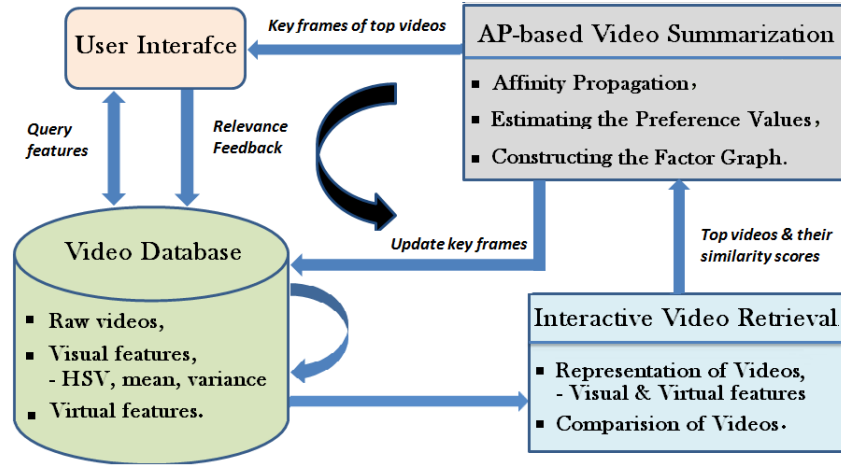 User Interafce
Key frames of top videos
AP-based Video Summarization
▪ Affinity Propagation,
▪ Estimating the Preference Values,
▪ Constructing the Factor Graph.
Query
features
Relevance
Feedback
Update key frames
Top videos & their
similarity scores
Video Database
▪ Raw videos,
▪ Visual features,
- HSV, mean, variance
▪ Virtual features.
Interactive Video Retrieval
▪ Representation of Videos,
- Visual & Virtual features
▪ Comparision of Videos.